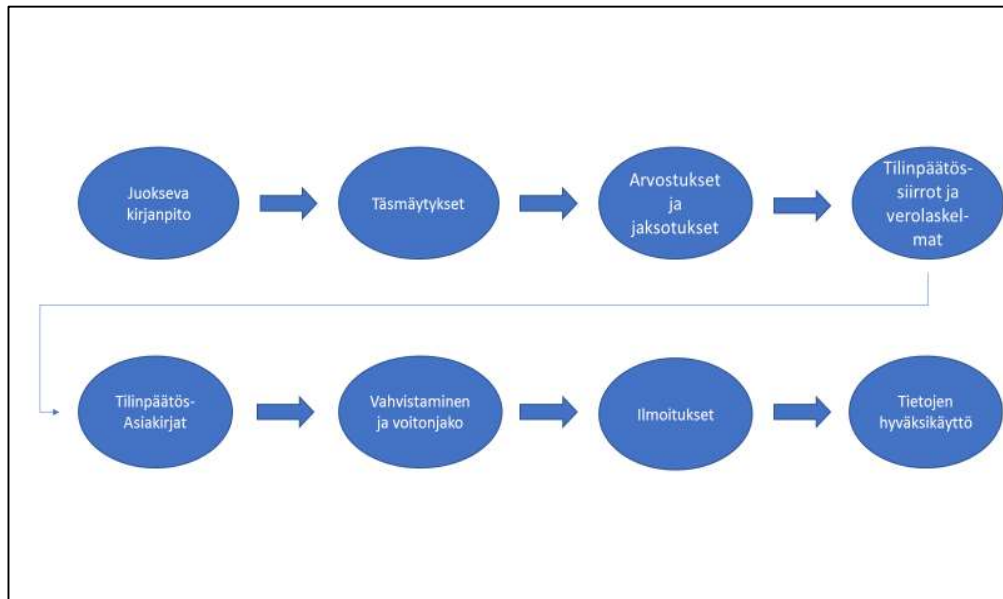 Juokseva
kirjanpito
Täsmäytykset
Arvostukset
ja
jaksotukset
Tilinpäätös-
siirrot ja
verolaskel-
mat
Tilinpäätös-
Asiakirjat
Vahvistaminen
ja voitonjako
Ilmoitukset
Tietojen
hyväksikäyttö